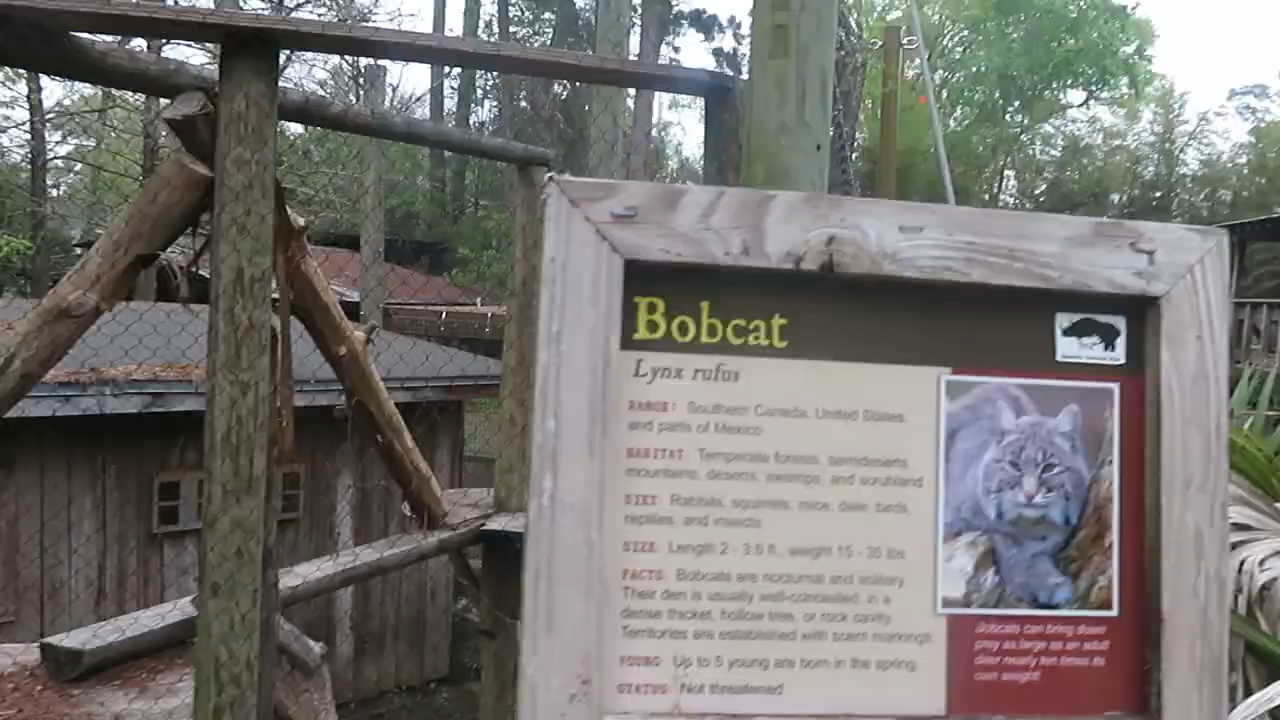 Bobcat
Lynx rufus
RANGE: Southern Canada, United States,
and parts of Mexico
HABITAT: Temperate forests, semideserts,
mountains, deserts, swamps, and scrubland
DIET: Rabbits, squirrels, mice, deer, birds,
reptiles, and insects
SIZE: Length 2 - 3.5 ft., weight 15 - 35 lbs
FACTS: Bobcats are nocturnal and solitary.
Their den is usually well-concealed, in a
dense thicket, hollow tree, or rock cavity.
Territories are established with scent markings.
YOUNG: Up to 5 young are born in the spring.
STATUS: Not threatened
Bobcats can bring down
prey as large as an adult
deer nearly ten times its
own weight!